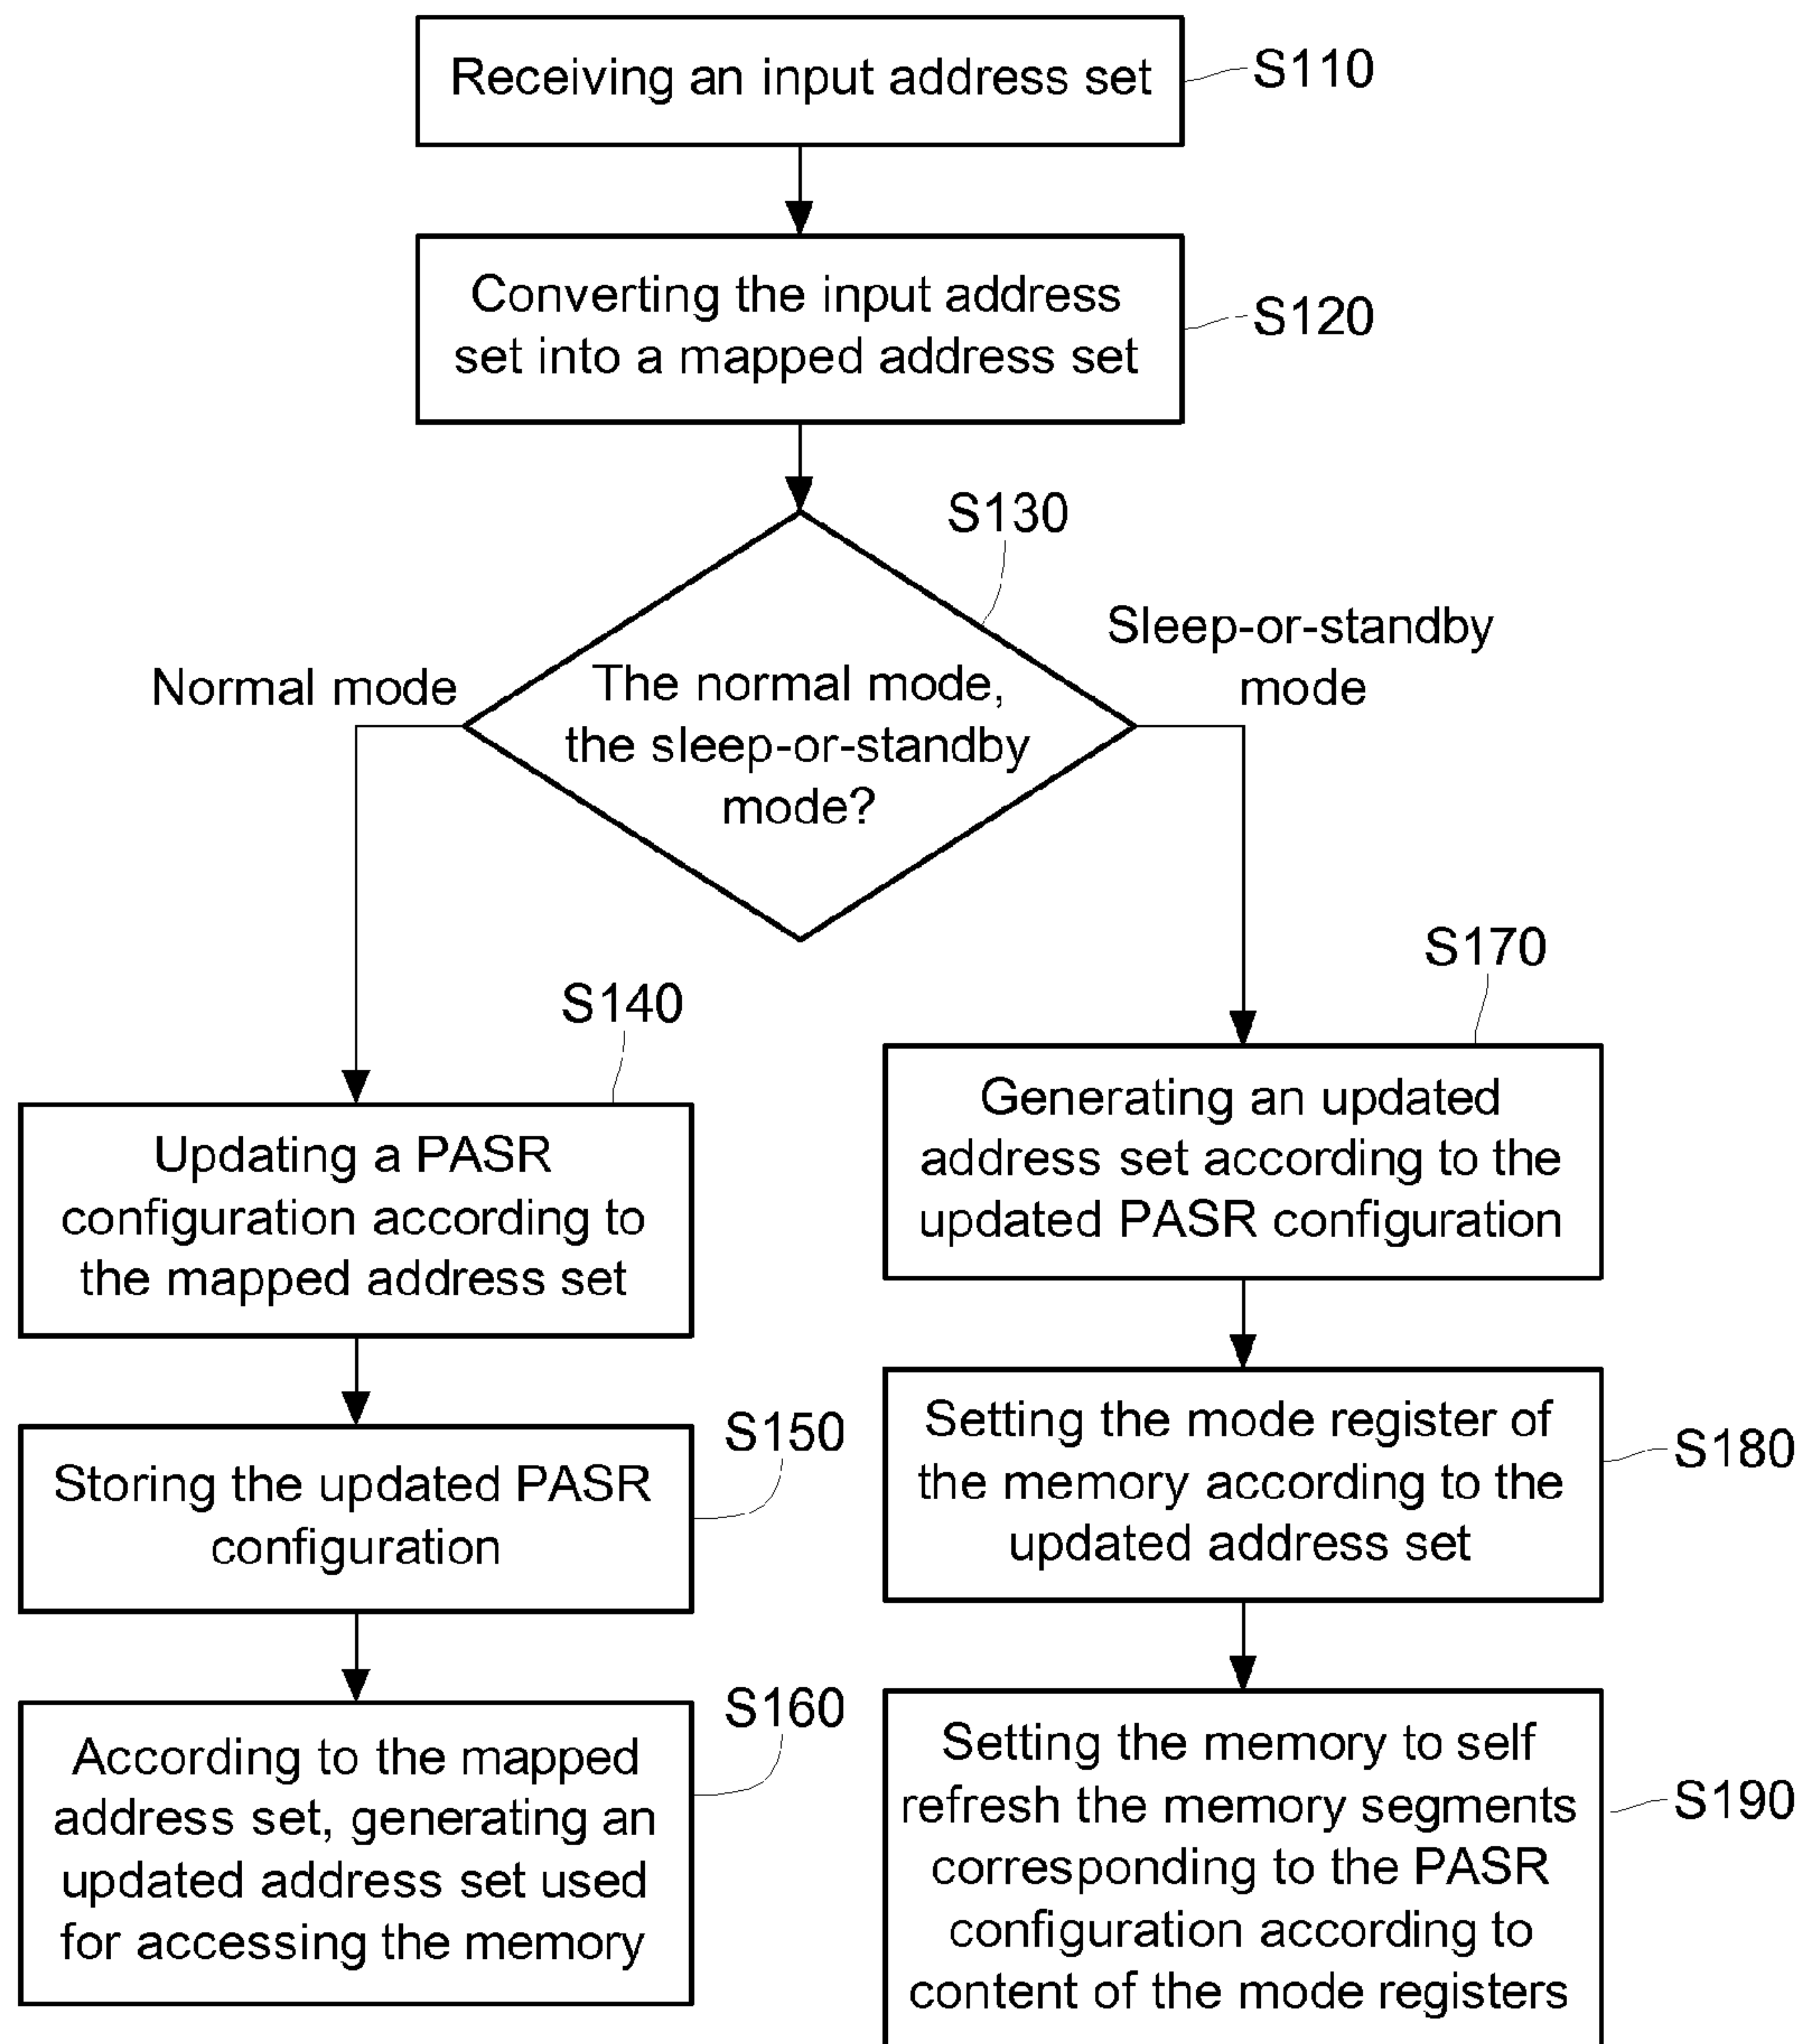 Receiving an input address set
S110
Converting the input address
set into a mapped address set
S120
S130
The normal mode,
the sleep-or-standby
mode?
Normal mode
Sleep-or-standby
mode
S140
Updating a PASR
configuration according to
the mapped address set
S150
Storing the updated PASR
configuration
S160
According to the mapped
address set, generating an
updated address set used
for accessing the memory
S170
Generating an updated
address set according to the
updated PASR configuration
Setting the mode register of
the memory according to the
updated address set
S180
Setting the memory to self
refresh the memory segments
corresponding to the PASR
configuration according to
content of the mode registers
S190